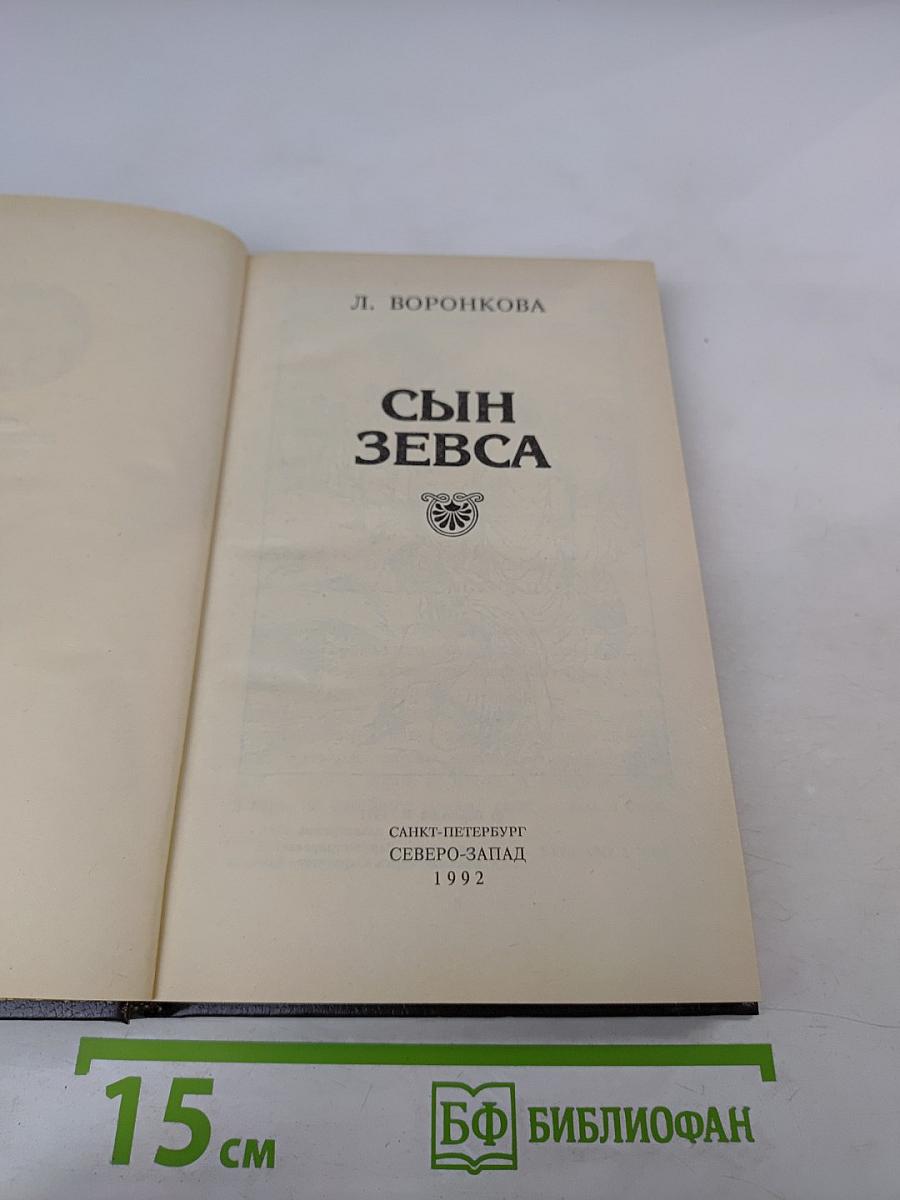 Л. ВОРОНКОВА
СЫН
ЗЕВСА
САНКТ-ПЕТЕРБУРГ
СЕВЕРО-ЗАПАД
1992
15 см
БФ БИБЛИОФАН